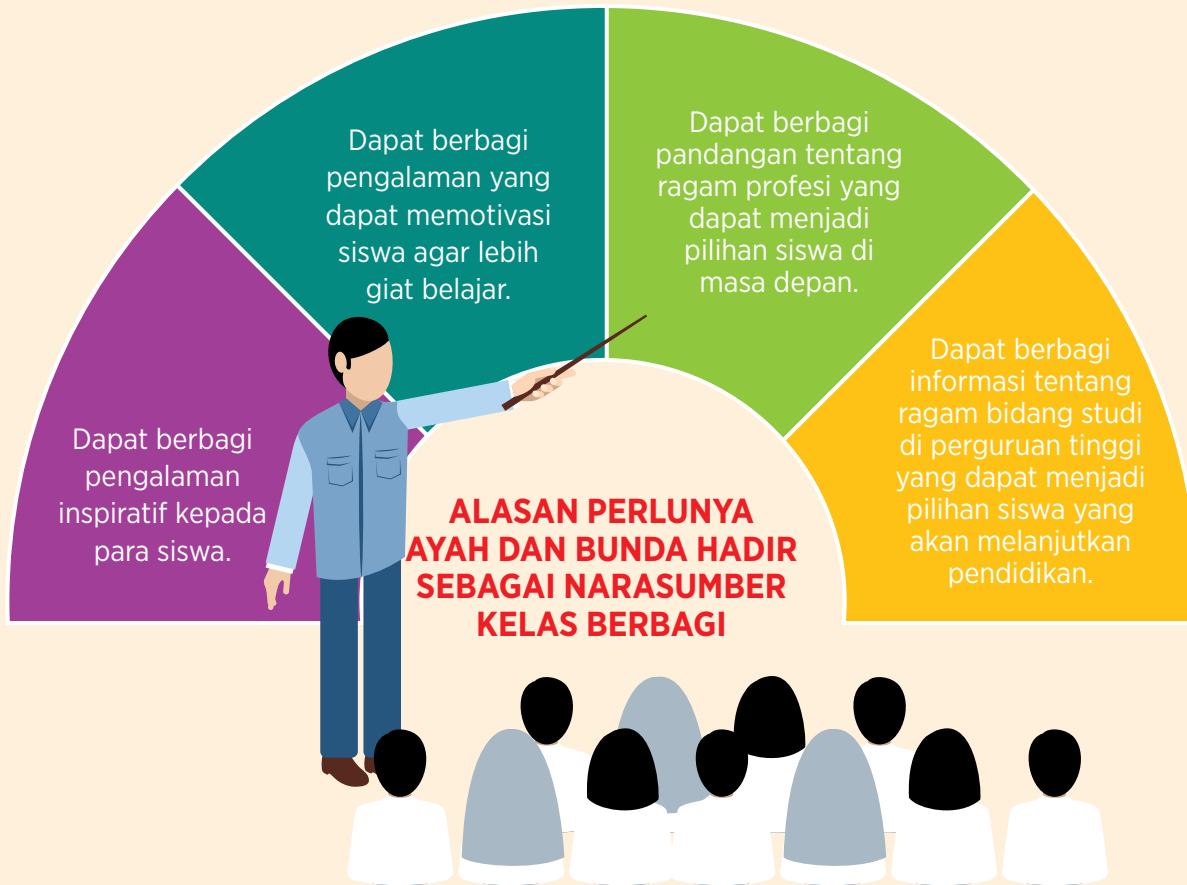 Dapat berbagi
pengalaman
inspiratif kepada
para siswa.
Dapat berbagi
pengalaman yang
dapat memotivasi
siswa agar lebih
giat belajar.
Dapat berbagi
pandangan tentang
ragam profesi yang
dapat menjadi
pilihan siswa di
masa depan.
Dapat berbagi
informasi tentang
ragam bidang studi
di perguruan tinggi
yang dapat menjadi
pilihan siswa yang
akan melanjutkan
pendidikan.
ALASAN PERLUNYA
AYAH DAN BUNDA HADIR
SEBAGAI NARASUMBER
KELAS BERBAGI